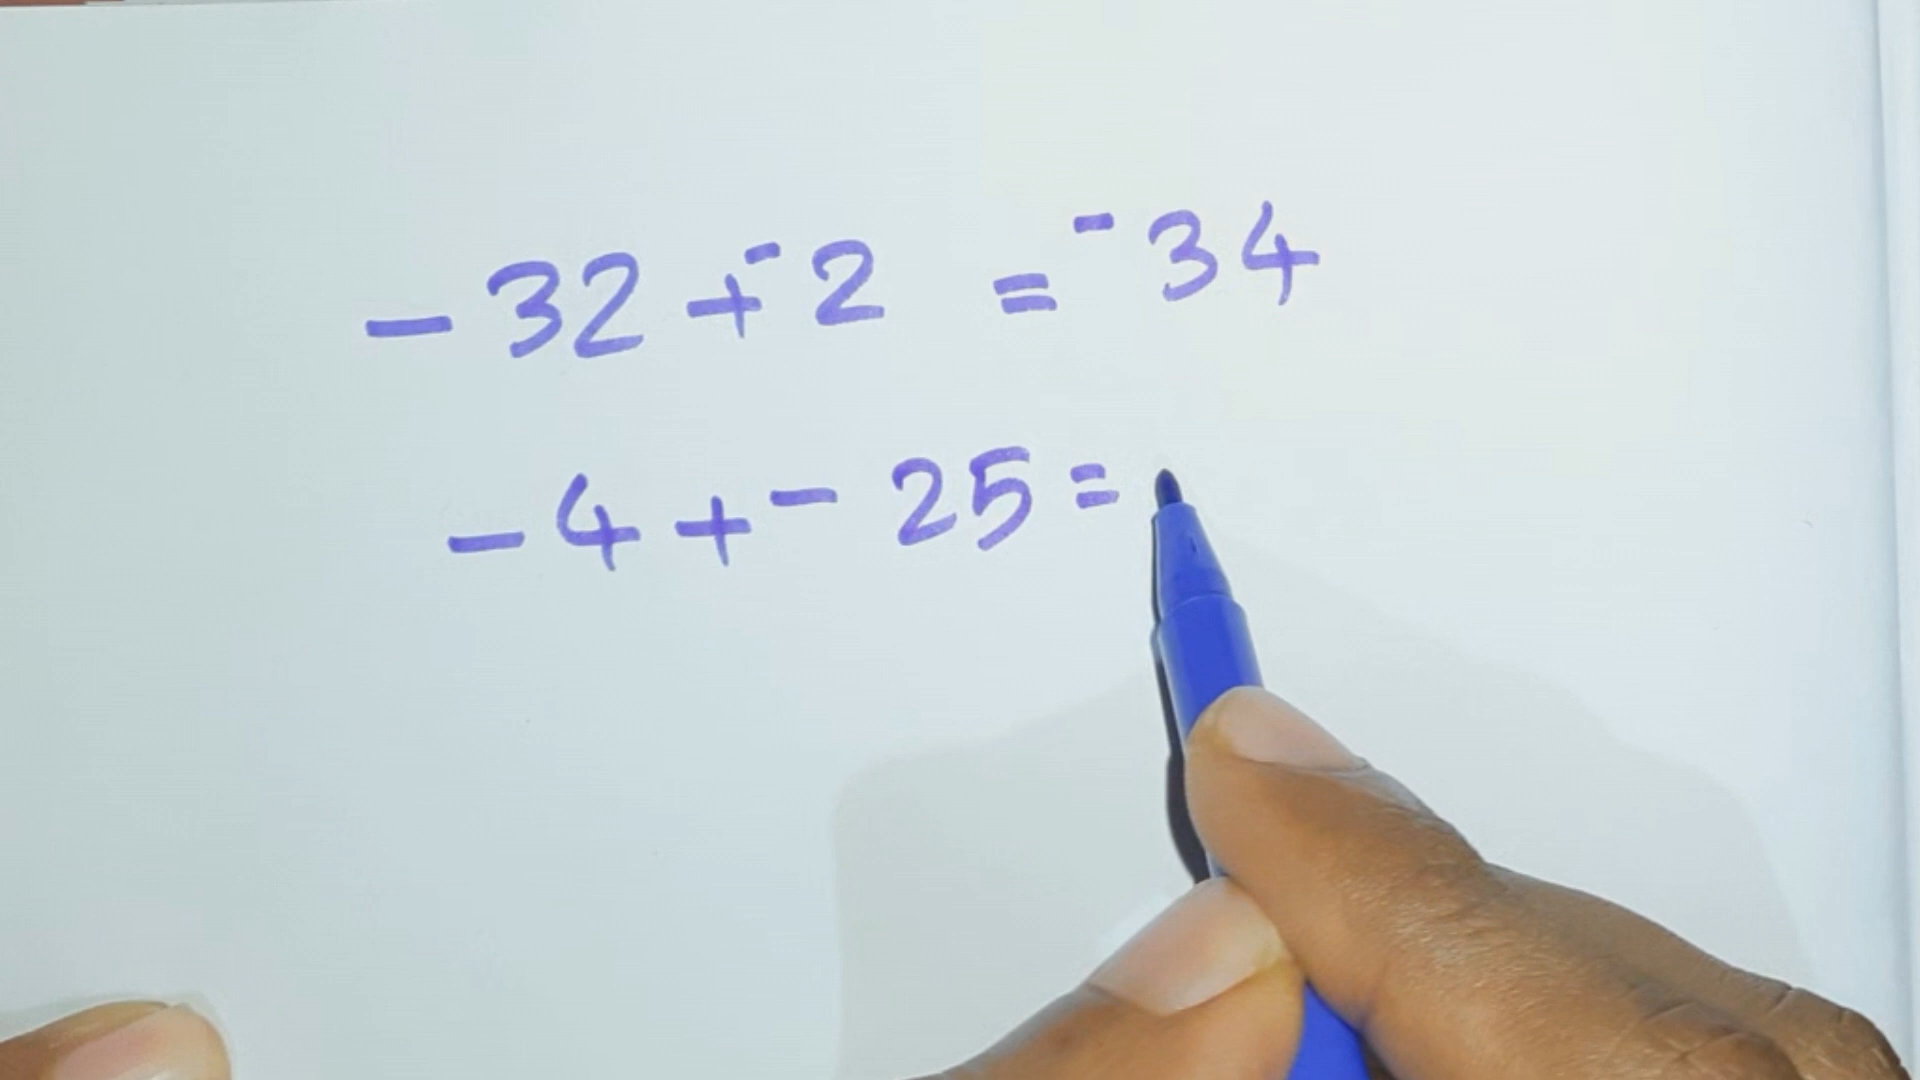 - 32 + - 2 = - 34
- 4 + - 25 =